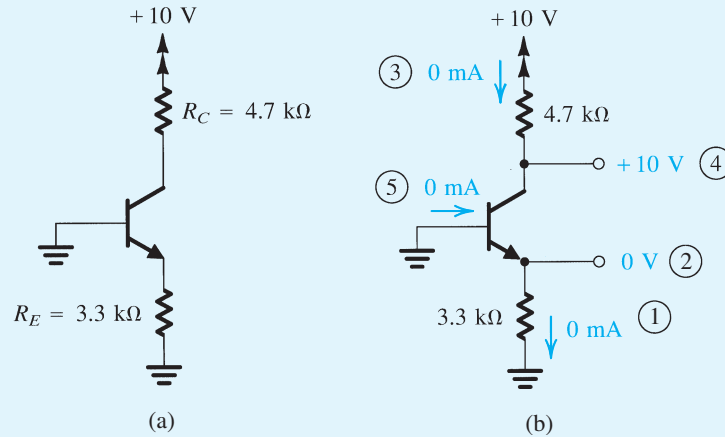 +10 V
R_C = 4.7 kΩ
R_E = 3.3 kΩ
(a)
+10 V
③ 0 mA
4.7 kΩ
+10 V ④
⑤ 0 mA
0 V ②
3.3 kΩ
0 mA ①
(b)